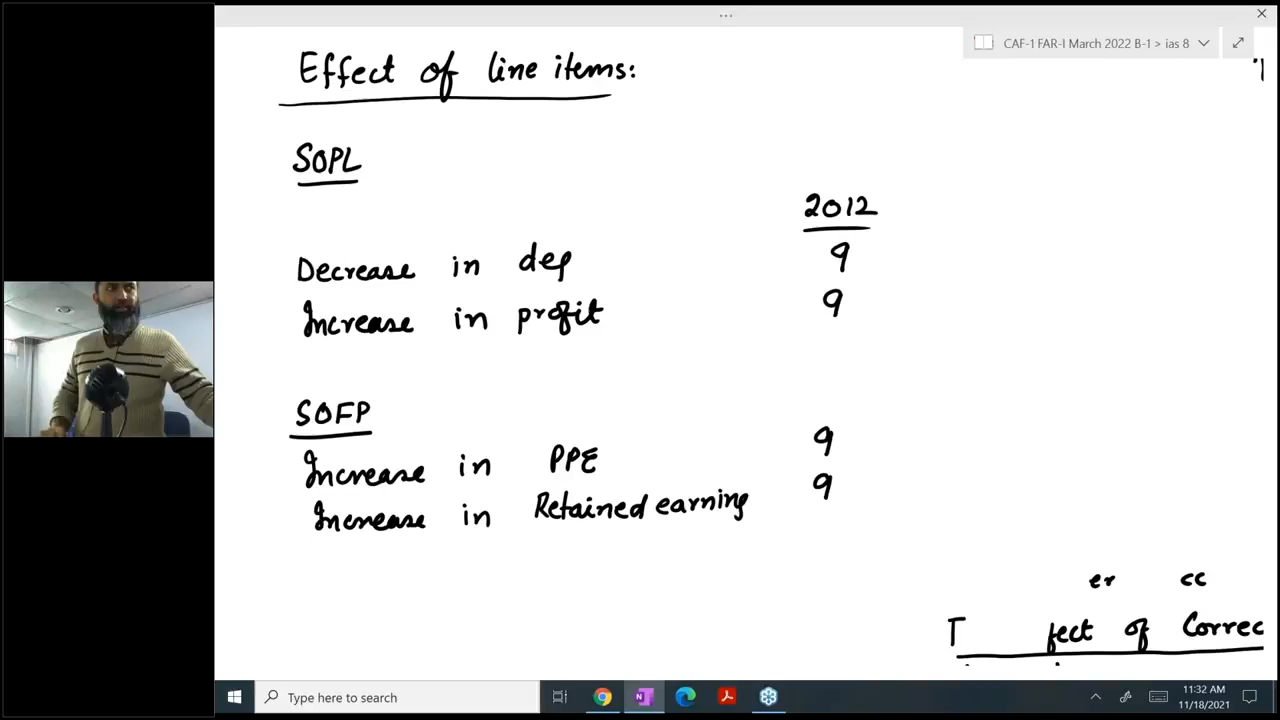 CAF-1 FAR-I March 2022 B-1 > ias 8
Effect of line items:
SOPL
2012
Decrease in dep 9
Increase in profit 9
SOFP
Increase in PPE 9
Increase in Retained earning 9
er cc
T fect of Correc
Type here to search
11:32 AM
11/18/2021